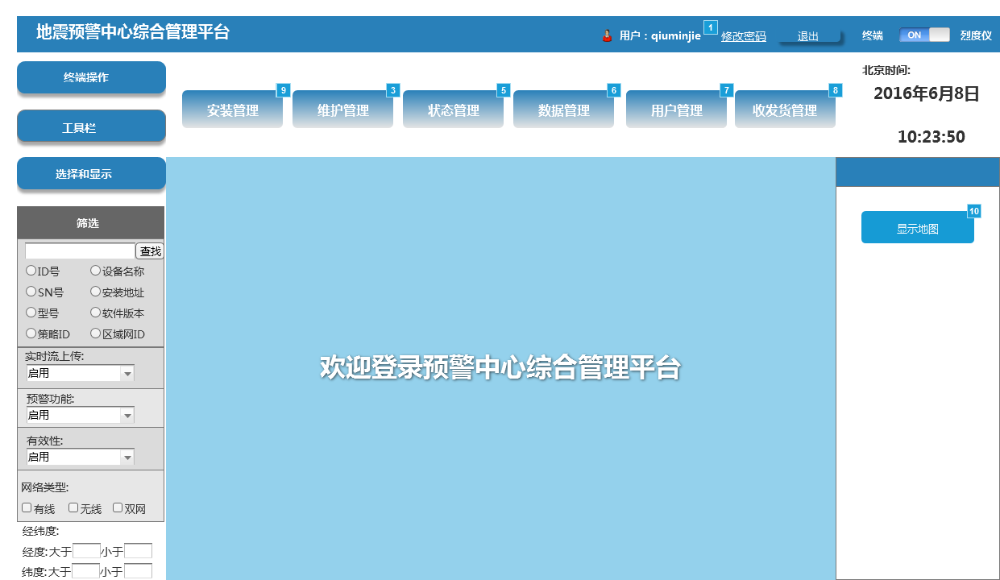 地震预警中心综合管理平台
用户：qiuminjie 1 修改密码 退出 终端 ON 烈度仪
终端操作
工具栏
选择和显示
安装管理 9
维护管理 3
状态管理 5
数据管理 6
用户管理 7
收发货管理 8
北京时间:
2016年6月8日
10:23:50
筛选
查找
ID号 设备名称
SN号 安装地址
型号 软件版本
策略ID 区域网ID
实时流上传:
启用
预警功能:
启用
有效性:
启用
网络类型:
有线 无线 双网
经纬度:
经度:大于 小于
纬度:大于 小于
欢迎登录预警中心综合管理平台
10
显示地图